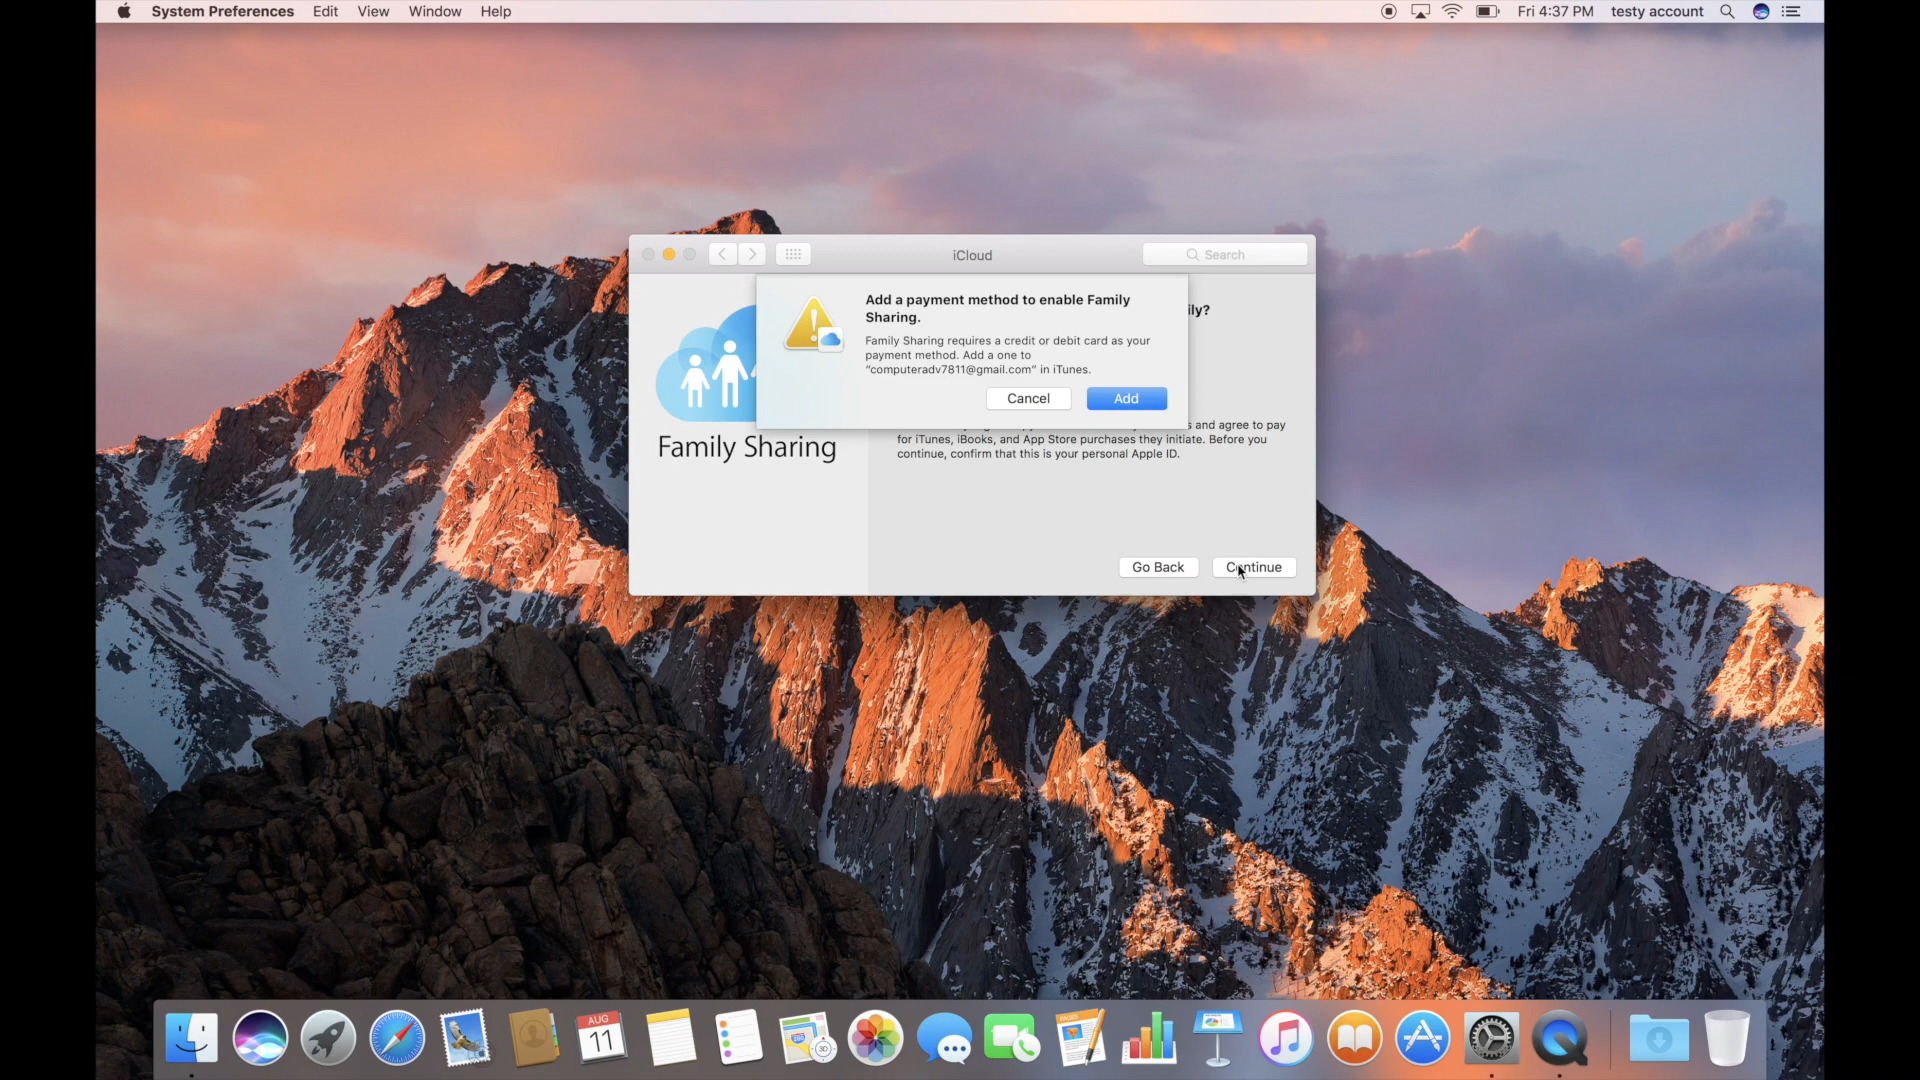 System Preferences Edit View Window Help
Fri 4:37 PM testy account
iCloud
Search
Add a payment method to enable Family
Sharing.
Family Sharing requires a credit or debit card as your
payment method. Add a one to
“computeradv7811@gmail.com” in iTunes.
Cancel Add
ily?
s and agree to pay
for iTunes, iBooks, and App Store purchases they initiate. Before you
continue, confirm that this is your personal Apple ID.
Family Sharing
Go Back Continue
AUG
11
PAGES